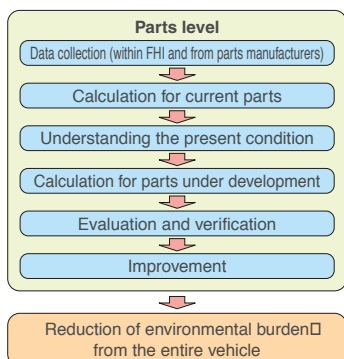 Parts level
Data collection (within FHI and from parts manufacturers)
Calculation for current parts
Understanding the present condition
Calculation for parts under development
Evaluation and verification
Improvement
Reduction of environmental burden□
from the entire vehicle